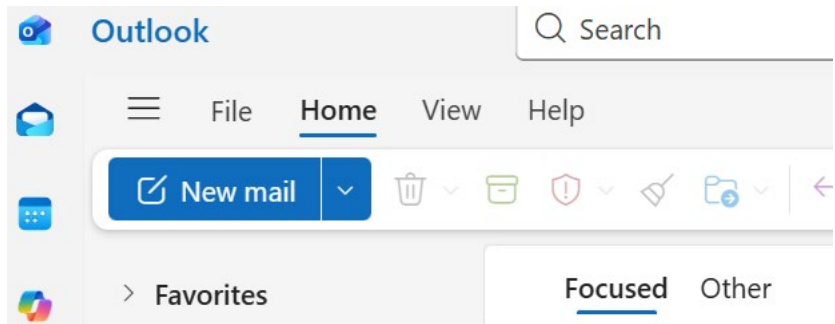 Outlook
Search
File Home View Help
New mail
Favorites
Focused Other